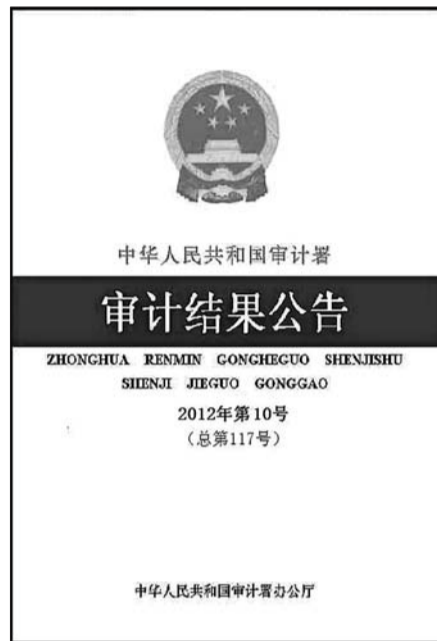 中华人民共和国审计署
审计结果公告
ZHONGHUA RENMIN GONGHEGUO SHENJISHU
SHENJI JIEGUO GONGGAO
2012年第10号
（总第117号）
中华人民共和国审计署办公厅